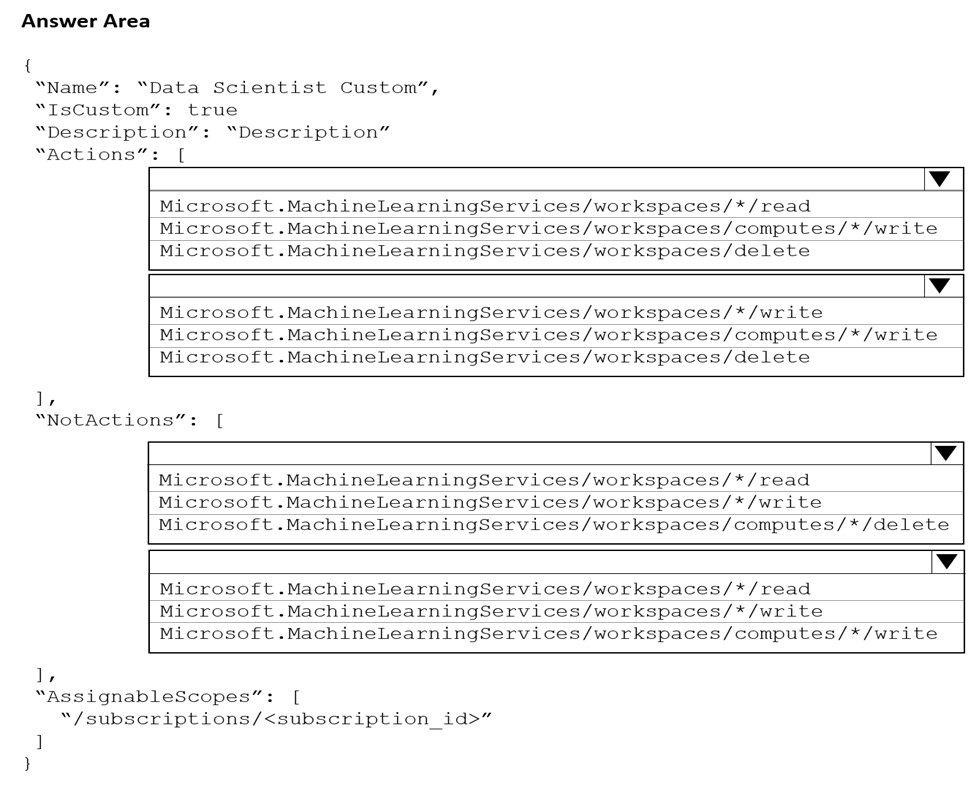 Answer Area
{
“Name”: “Data Scientist Custom”,
“IsCustom”: true
“Description”: “Description”
“Actions”: [
Microsoft.MachineLearningServices/workspaces/*/read
Microsoft.MachineLearningServices/workspaces/computes/*/write
Microsoft.MachineLearningServices/workspaces/delete
Microsoft.MachineLearningServices/workspaces/*/write
Microsoft.MachineLearningServices/workspaces/computes/*/write
Microsoft.MachineLearningServices/workspaces/delete
],
“NotActions”: [
Microsoft.MachineLearningServices/workspaces/*/read
Microsoft.MachineLearningServices/workspaces/*/write
Microsoft.MachineLearningServices/workspaces/computes/*/delete
Microsoft.MachineLearningServices/workspaces/*/read
Microsoft.MachineLearningServices/workspaces/*/write
Microsoft.MachineLearningServices/workspaces/computes/*/write
],
“AssignableScopes”: [
“/subscriptions/<subscription_id>”
]
}